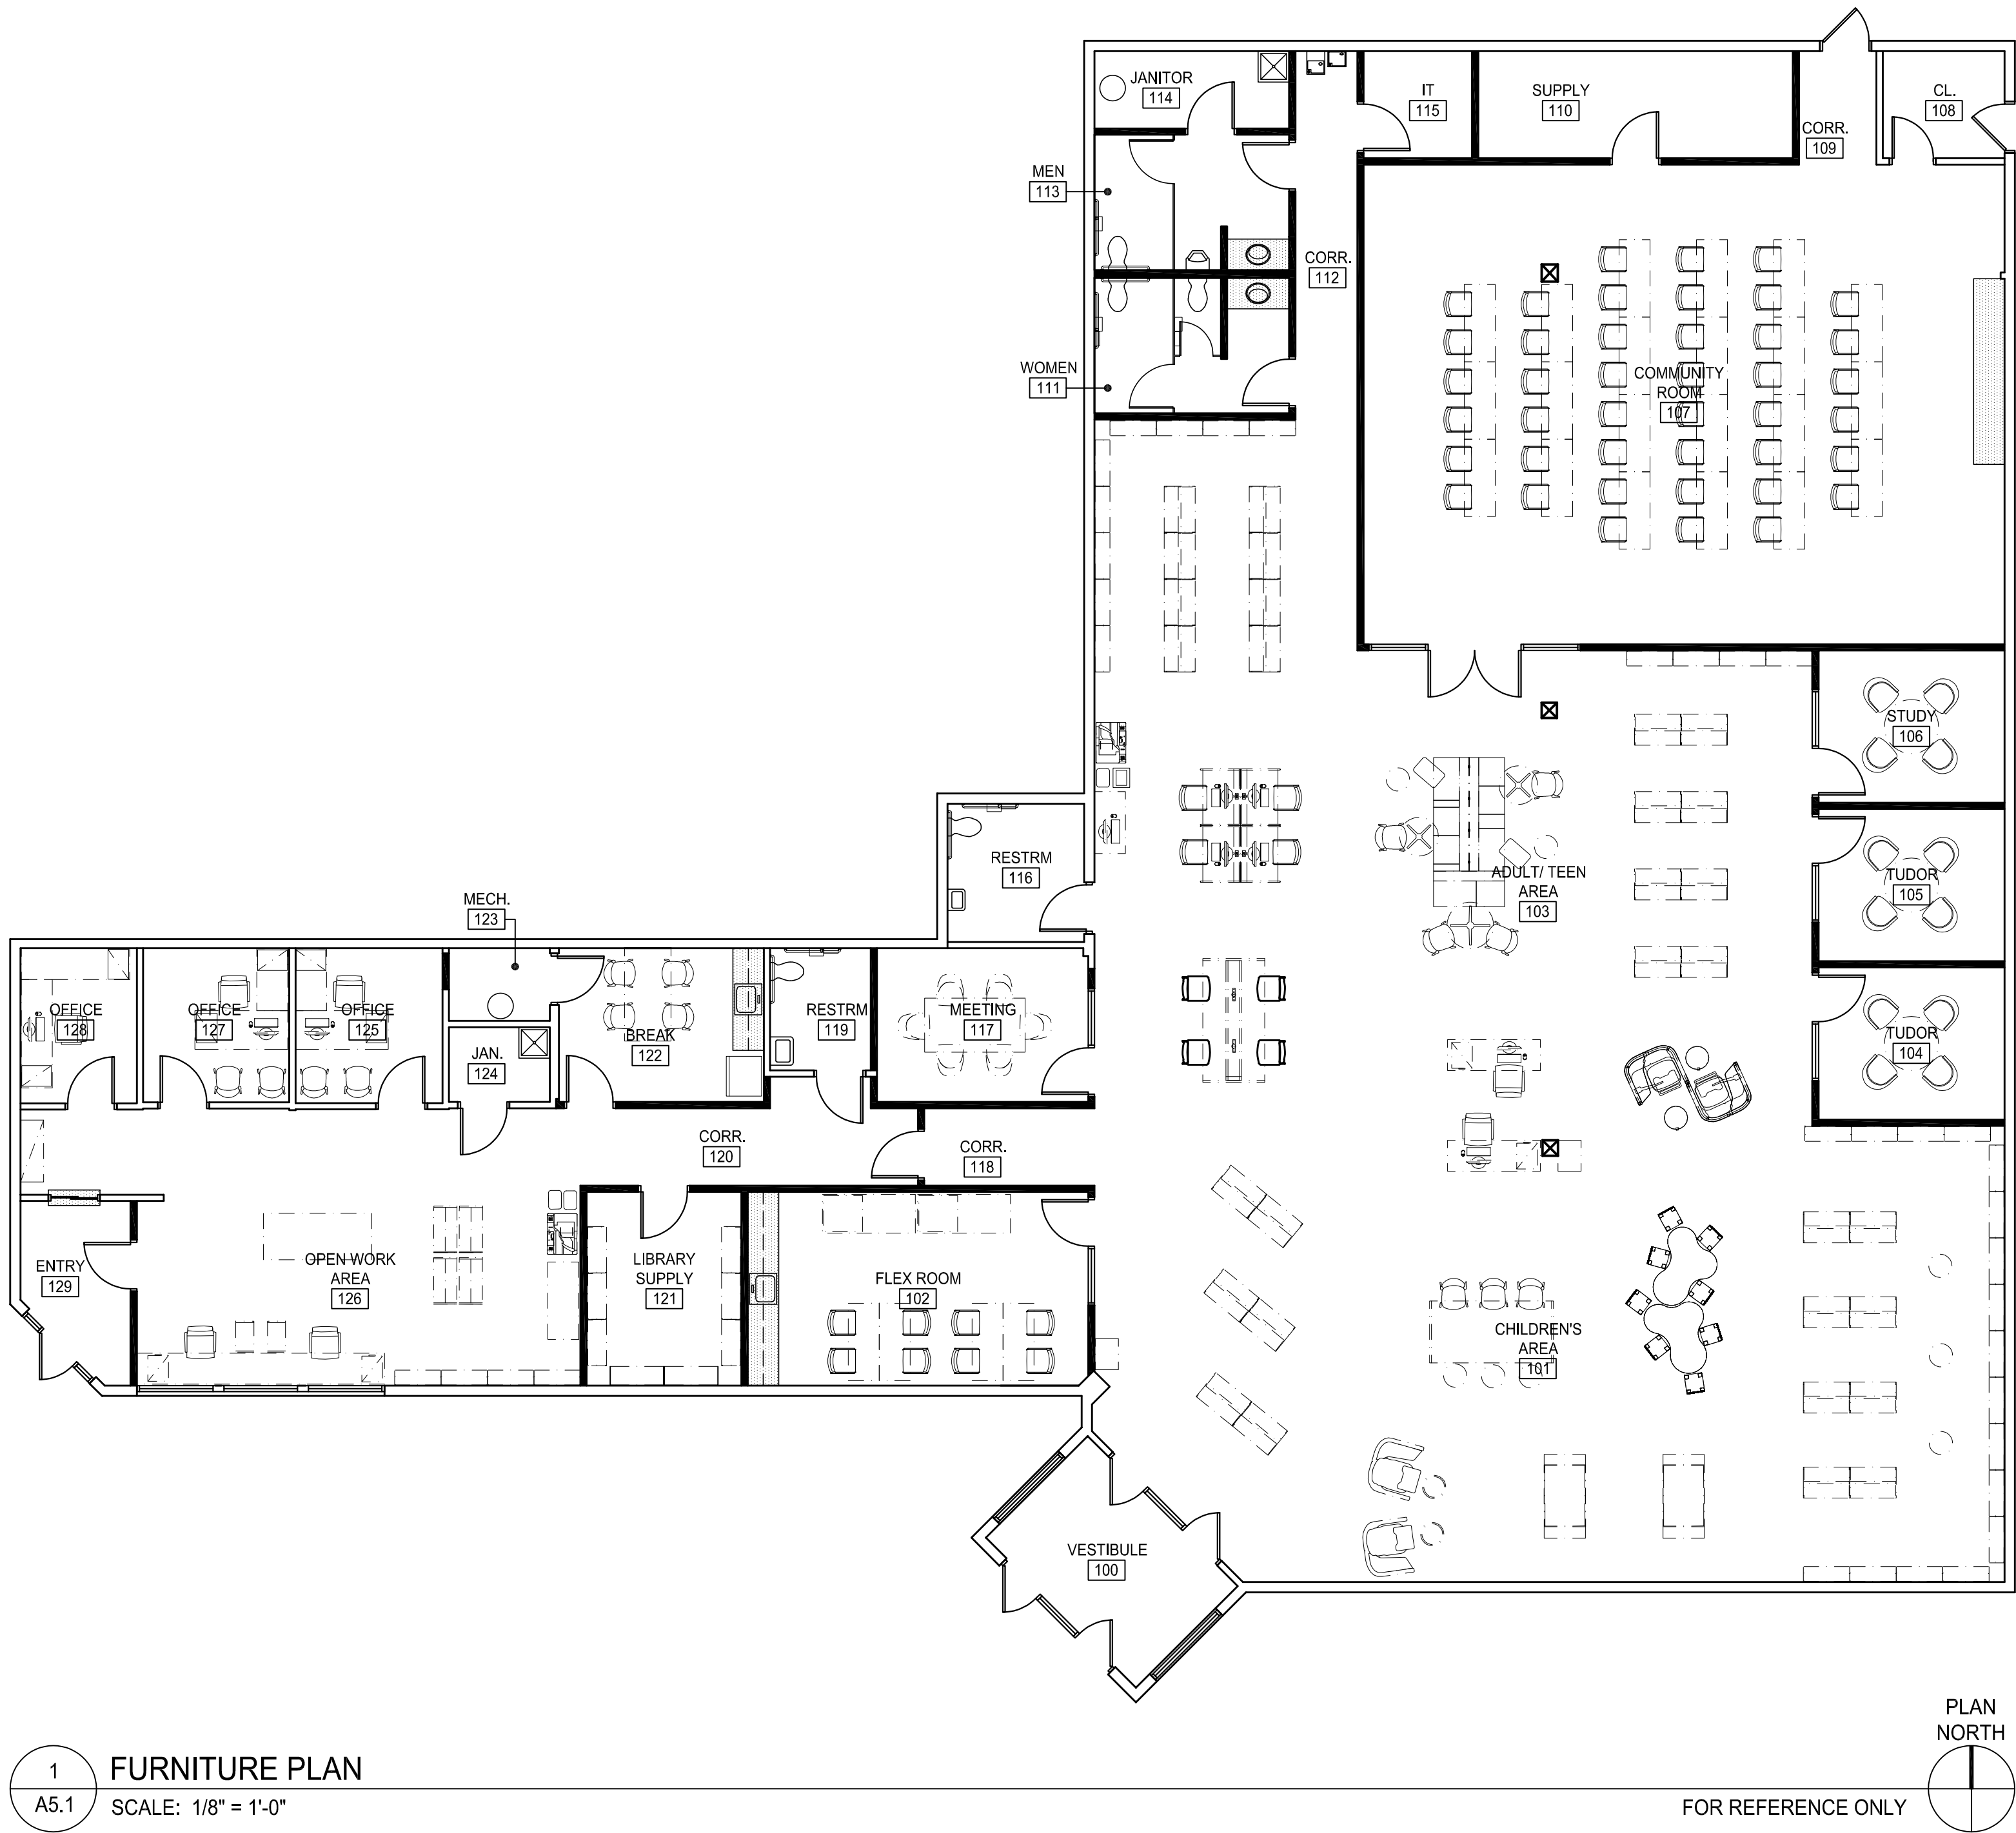 JANITOR
114
IT
115
SUPPLY
110
CL.
108
CORR.
109
MEN
113
CORR.
112
WOMEN
111
COMMUNITY
ROOM
107
STUDY
106
RESTRM
116
ADULT/ TEEN
AREA
103
TUDOR
105
MECH.
123
OFFICE
128
OFFICE
127
OFFICE
125
BREAK
122
RESTRM
119
MEETING
117
TUDOR
104
JAN.
124
CORR.
120
CORR.
118
ENTRY
129
OPEN WORK
AREA
126
LIBRARY
SUPPLY
121
FLEX ROOM
102
CHILDREN'S
AREA
101
VESTIBULE
100
PLAN
NORTH
1
A5.1
FURNITURE PLAN
SCALE: 1/8" = 1'-0"
FOR REFERENCE ONLY